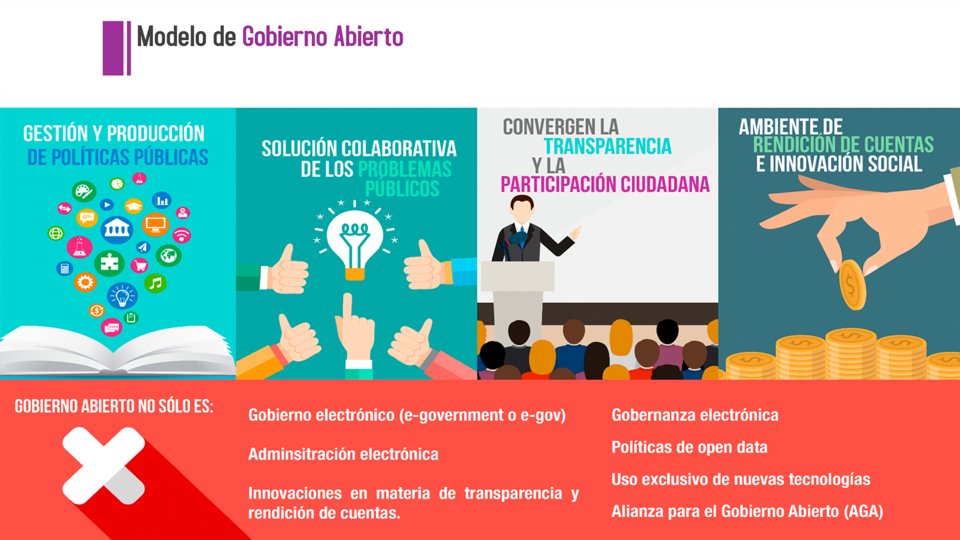 Modelo de Gobierno Abierto
GESTIÓN Y PRODUCCIÓN
DE POLÍTICAS PÚBLICAS
SOLUCIÓN COLABORATIVA
DE LOS PROBLEMAS
PÚBLICOS
CONVERGEN LA
TRANSPARENCIA
Y LA
PARTICIPACIÓN CIUDADANA
AMBIENTE DE
RENDICIÓN DE CUENTAS
E INNOVACIÓN SOCIAL
GOBIERNO ABIERTO NO SÓLO ES:
Gobierno electrónico (e-government o e-gov)
Adminsitración electrónica
Innovaciones en materia de transparencia y
rendición de cuentas.
Gobernanza electrónica
Políticas de open data
Uso exclusivo de nuevas tecnologías
Alianza para el Gobierno Abierto (AGA)